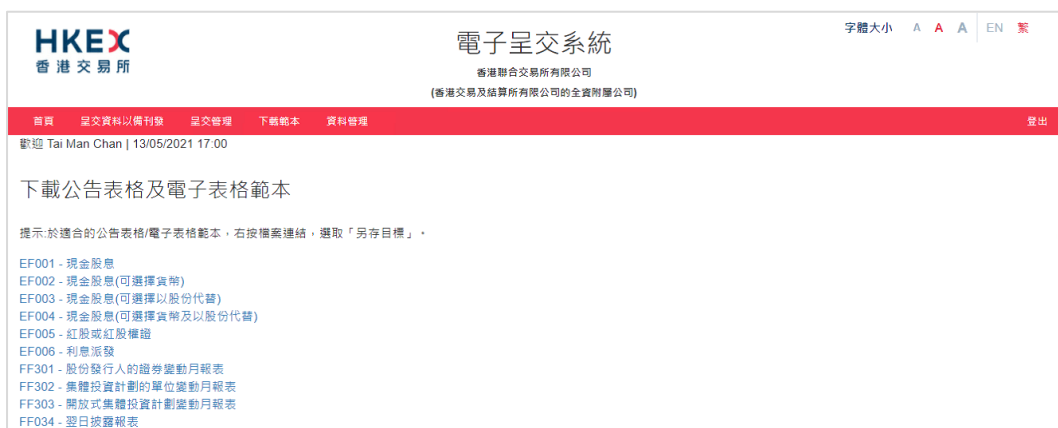 HKEX
香港交易所
電子呈交系統
香港聯合交易所有限公司
(香港交易及結算所有限公司的全資附屬公司)
字體大小 A A A EN 繁
首頁 呈交資料以備刊發 呈交管理 下載範本 資料管理 登出
歡迎 Tai Man Chan | 13/05/2021 17:00
下載公告表格及電子表格範本
提示:於適合的公告表格/電子表格範本，右按檔案連結，選取「另存目標」。
EF001 - 現金股息
EF002 - 現金股息(可選擇貨幣)
EF003 - 現金股息(可選擇以股份代替)
EF004 - 現金股息(可選擇貨幣及以股份代替)
EF005 - 紅股或紅股權證
EF006 - 利息派發
FF301 - 股份發行人的證券變動月報表
FF302 - 集體投資計劃的單位變動月報表
FF303 - 開放式集體投資計劃變動月報表
FF034 - 翌日披露報表